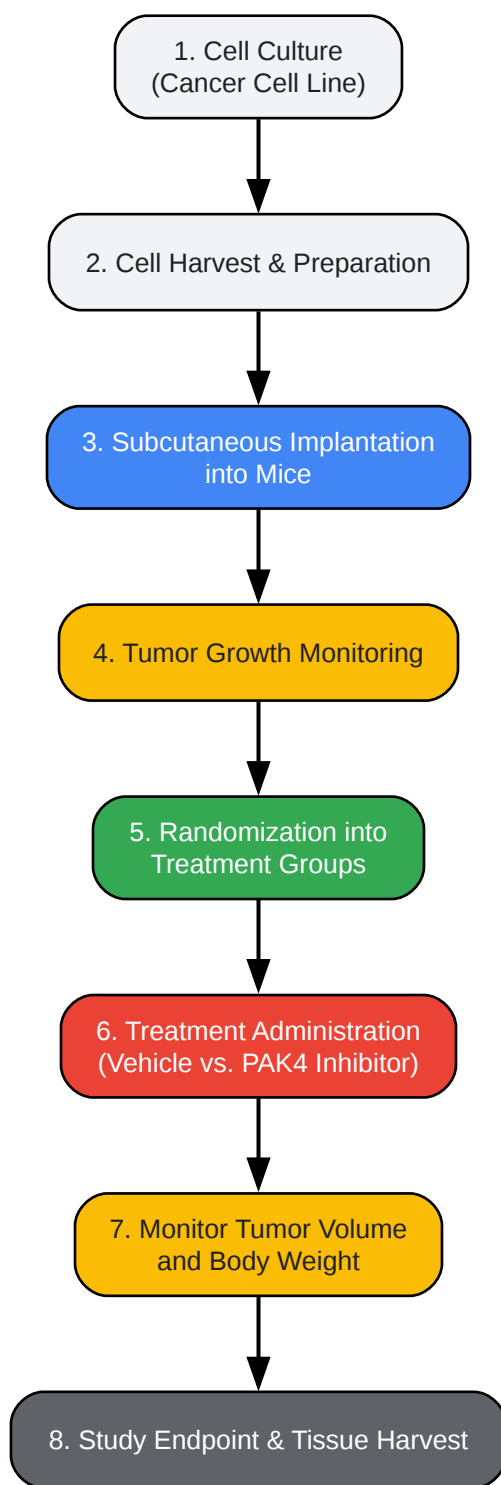 1. Cell Culture
(Cancer Cell Line)
2. Cell Harvest & Preparation
3. Subcutaneous Implantation
into Mice
4. Tumor Growth Monitoring
5. Randomization into
Treatment Groups
6. Treatment Administration
(Vehicle vs. PAK4 Inhibitor)
7. Monitor Tumor Volume
and Body Weight
8. Study Endpoint & Tissue Harvest